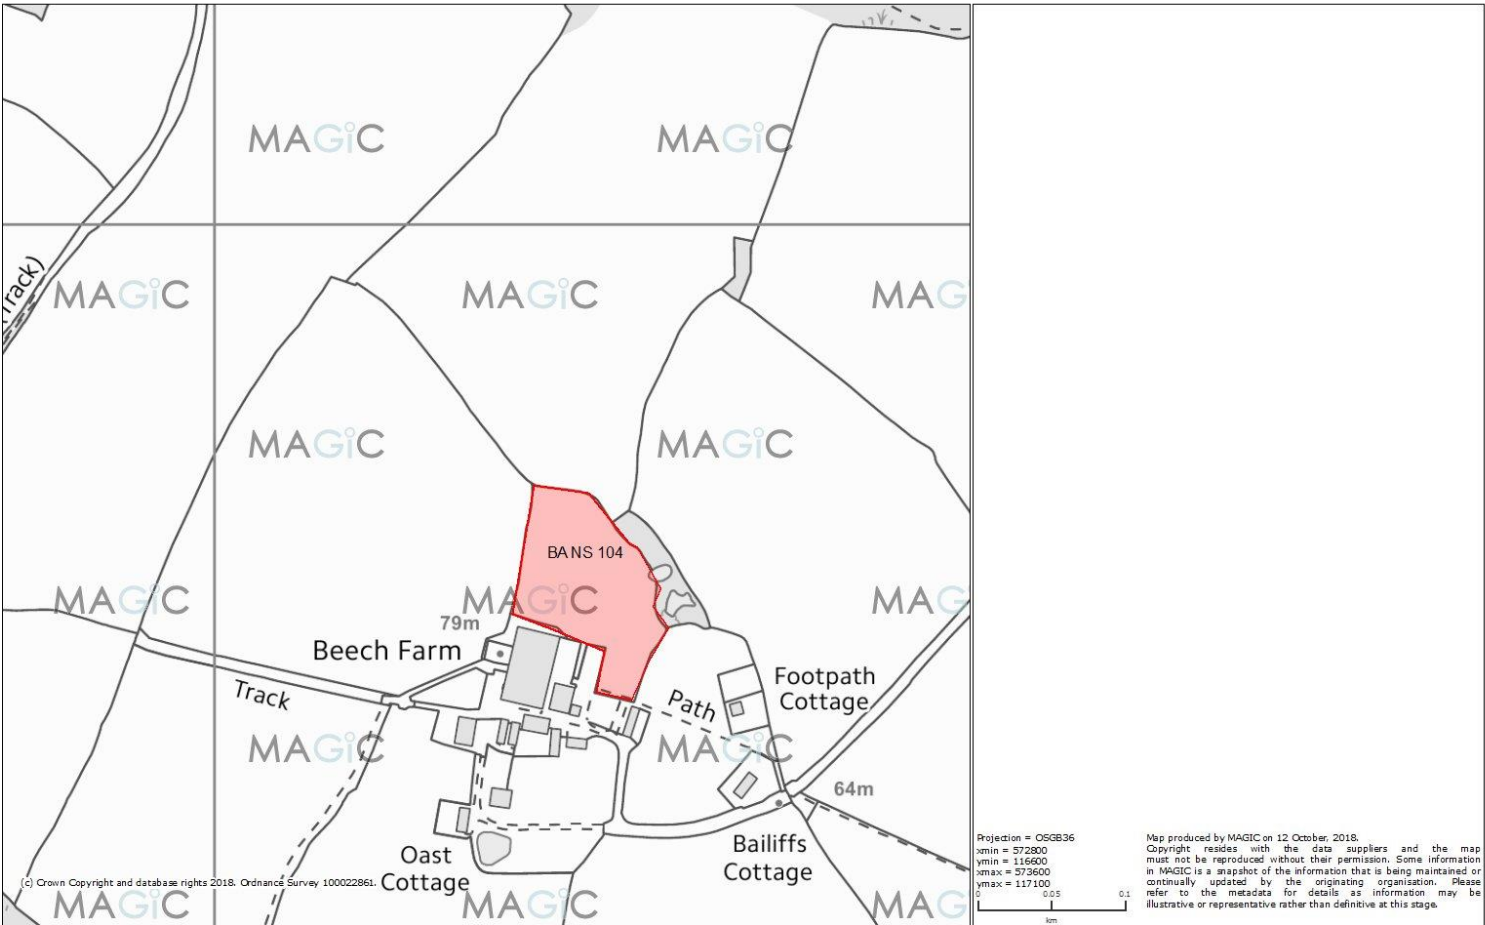 MAGiC MAGiC
(Track)
MAGiC MAGiC MAG
MAGiC MAGiC
BANS 104
MAGiC MAGiC MAG
79m
Beech Farm
Track
Path
Footpath
Cottage
MAGiC MAGiC
64m
Oast
Cottage
Bailiffs
Cottage
(c) Crown Copyright and database rights 2018. Ordnance Survey 100022861.
MAGiC MAGiC MAG
Projection = OSGB36
xmin = 572800
ymin = 116600
xmax = 573600
ymax = 117100
0 0.05 0.1
km
Map produced by MAGIC on 12 October, 2018.
Copyright resides with the data suppliers and the map
must not be reproduced without their permission. Some information
in MAGIC is a snapshot of the information that is being maintained or
continually updated by the originating organisation. Please
refer to the metadata for details as information may be
illustrative or representative rather than definitive at this stage.